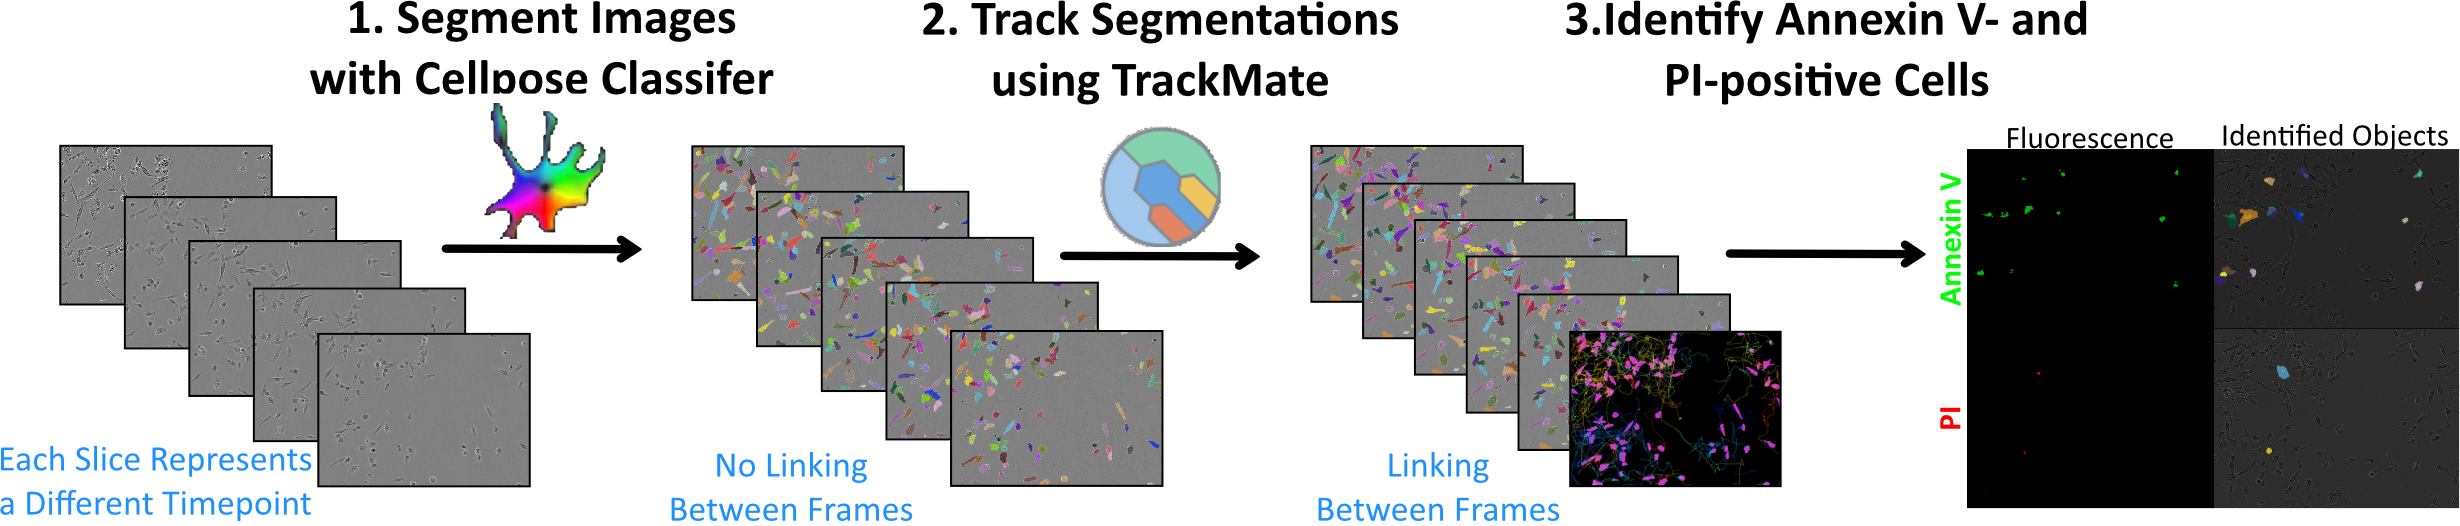 1. Segment Images
with Cellpose Classifer
2. Track Segmentations
using TrackMate
3.Identify Annexin V- and
PI-positive Cells
Each Slice Represents
a Different Timepoint
No Linking
Between Frames
Linking
Between Frames
Fluorescence
Identified Objects
Annexin V
PI